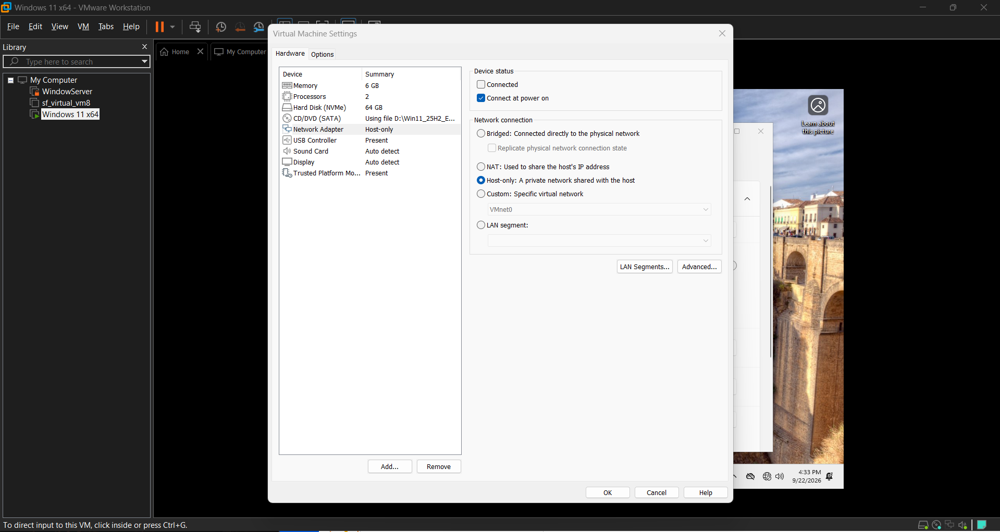 Windows 11 x64 - VMware Workstation
File Edit View VM Tabs Help
Library
Type here to search
My Computer
WindowServer
sf_virtual_vm8
Windows 11 x64
Home
My Computer
Virtual Machine Settings
Hardware Options
Device Summary
Memory 6 GB
Processors 2
Hard Disk (NVMe) 64 GB
CD/DVD (SATA) Using file D:\Win11_25H2_E...
Network Adapter Host-only
USB Controller Present
Sound Card Auto detect
Display Auto detect
Trusted Platform Mo... Present
Add... Remove
Device status
Connected
Connect at power on
Network connection
Bridged: Connected directly to the physical network
Replicate physical network connection state
NAT: Used to share the host's IP address
Host-only: A private network shared with the host
Custom: Specific virtual network
VMnet0
LAN segment:
LAN Segments... Advanced...
OK Cancel Help
Learn about
this picture
4:33 PM
9/22/2026
To direct input to this VM, click inside or press Ctrl+G.